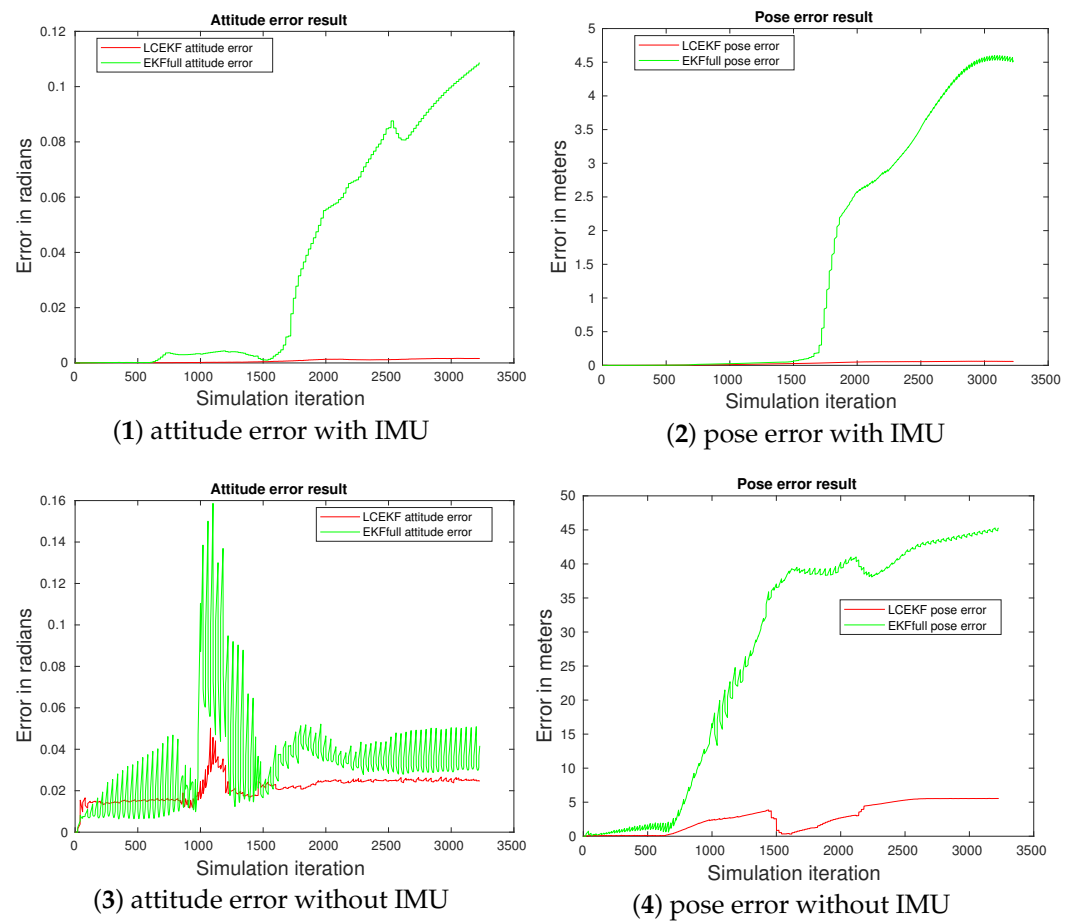 Attitude error result
0.12
0.1
0.08
0.06
0.04
0.02
0
Error in radians
LCEKF attitude error
EKFfull attitude error
0 500 1000 1500 2000 2500 3000 3500
Simulation iteration
(1) attitude error with IMU
Pose error result
5
4.5
4
3.5
3
2.5
2
1.5
1
0.5
0
Error in meters
LCEKF pose error
EKFfull pose error
0 500 1000 1500 2000 2500 3000 3500
Simulation iteration
(2) pose error with IMU
Attitude error result
0.16
0.14
0.12
0.1
0.08
0.06
0.04
0.02
0
Error in radians
LCEKF attitude error
EKFfull attitude error
0 500 1000 1500 2000 2500 3000 3500
Simulation iteration
(3) attitude error without IMU
Pose error result
50
45
40
35
30
25
20
15
10
5
0
Error in meters
LCEKF pose error
EKFfull pose error
0 500 1000 1500 2000 2500 3000 3500
Simulation iteration
(4) pose error without IMU